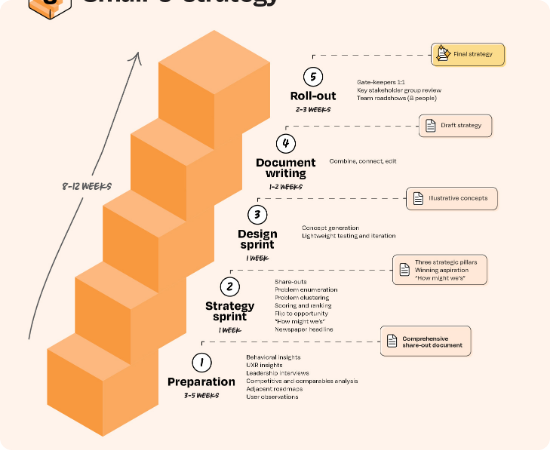 Small-s strategy
5
Final strategy
Roll-out
2-3 WEEKS
Gate-keepers 1:1
Key stakeholder group review
Team roadshows (8 people)
4
Draft strategy
Document
writing
1-2 WEEKS
Combine, connect, edit
8-12 WEEKS
3
Illustrative concepts
Design
sprint
1 WEEK
Concept generation
Lightweight testing and iteration
2
Three strategic pillars
Winning aspiration
"How might we's"
Strategy
sprint
1 WEEK
Share-outs
Problem enumeration
Problem clustering
Scoring and ranking
Flip to opportunity
"How might we's"
Newspaper headline
1
Comprehensive
share-out document
Preparation
3-5 WEEKS
Behavioral insights
UXR insights
Leadership interviews
Competitive and comparables analysis
Adjacent roadmaps
User observations